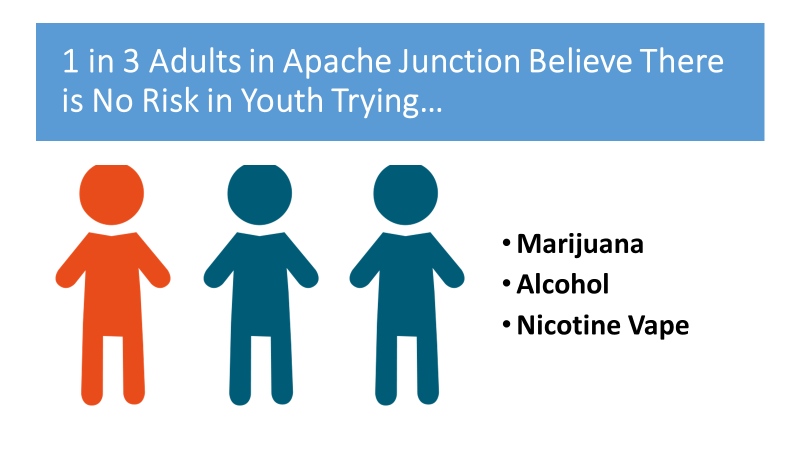 1 in 3 Adults in Apache Junction Believe There
is No Risk in Youth Trying…
• Marijuana
• Alcohol
• Nicotine Vape